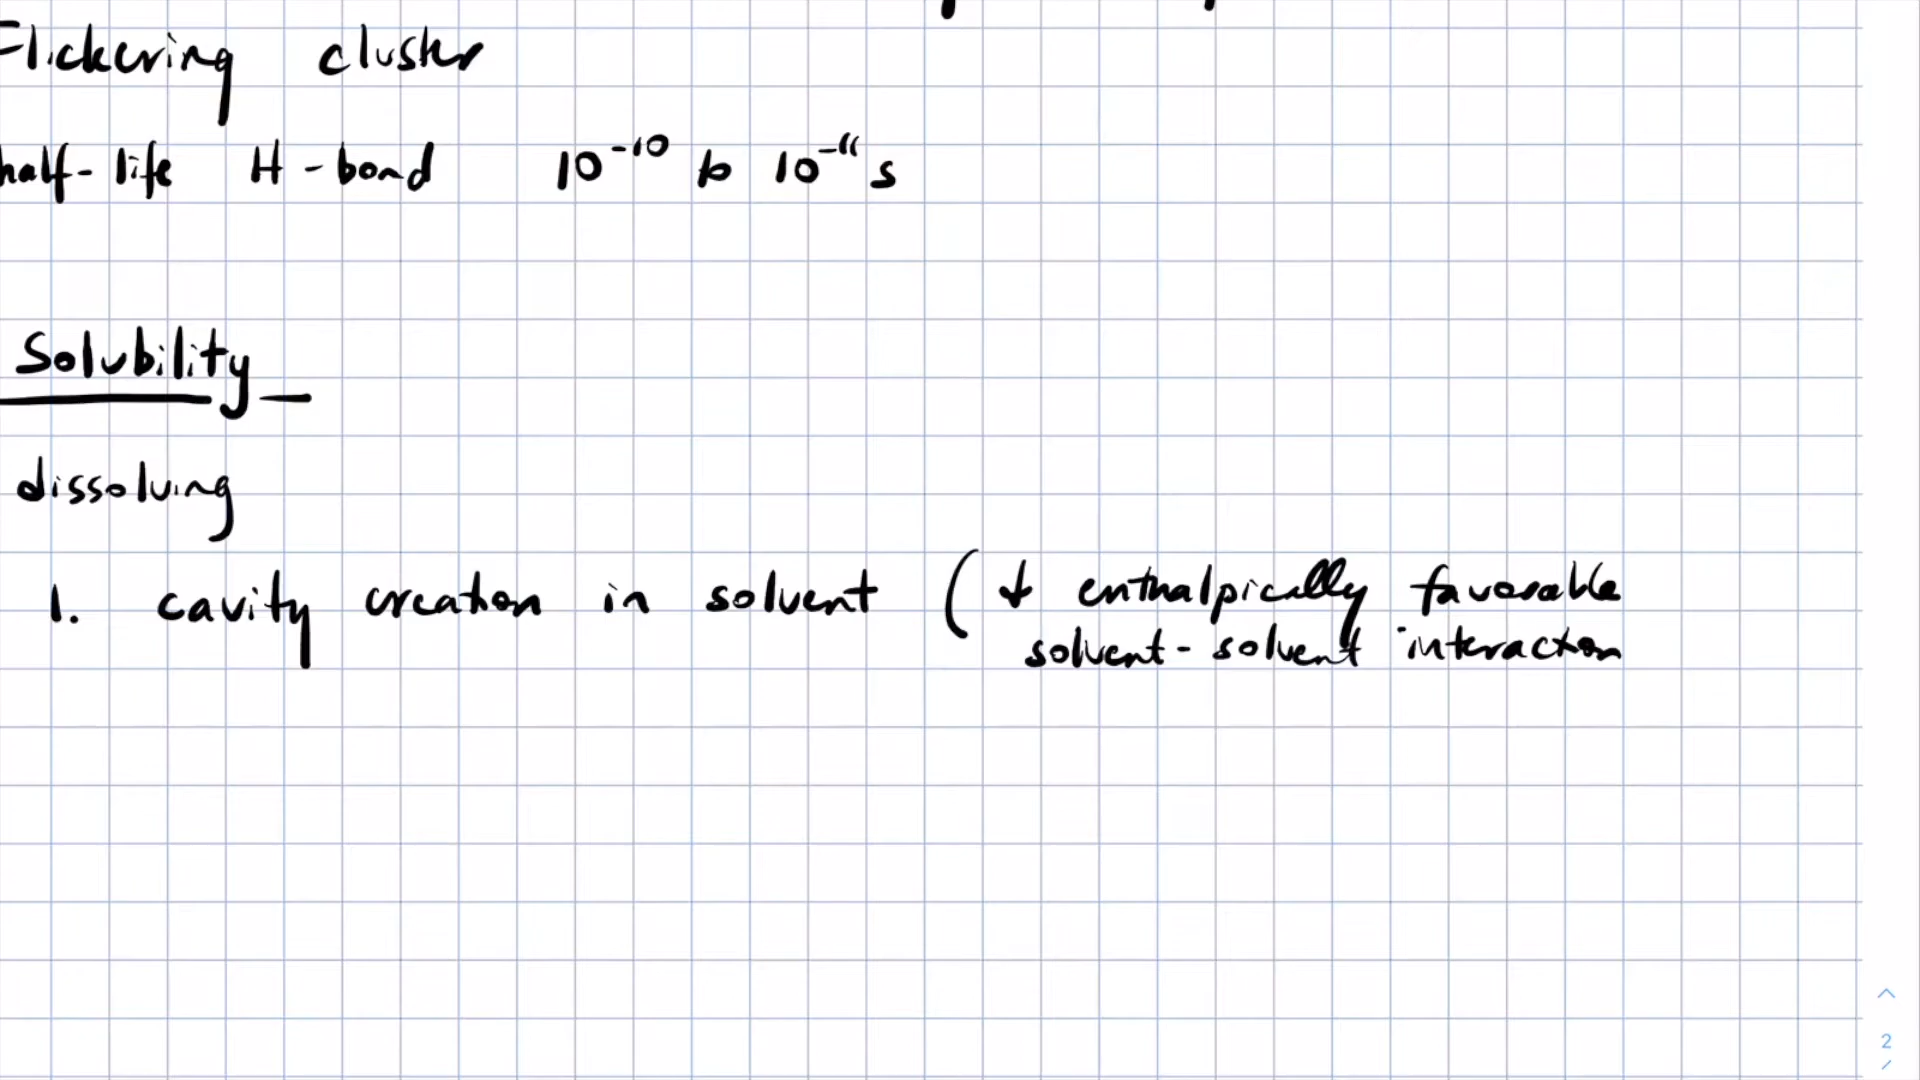 Flickering cluster
half-life H-bond 10⁻¹⁰ to 10⁻¹¹ s
Solubility
dissolving
1. cavity creation in solvent (↓ enthalpically favorable
solvent-solvent interaction
2